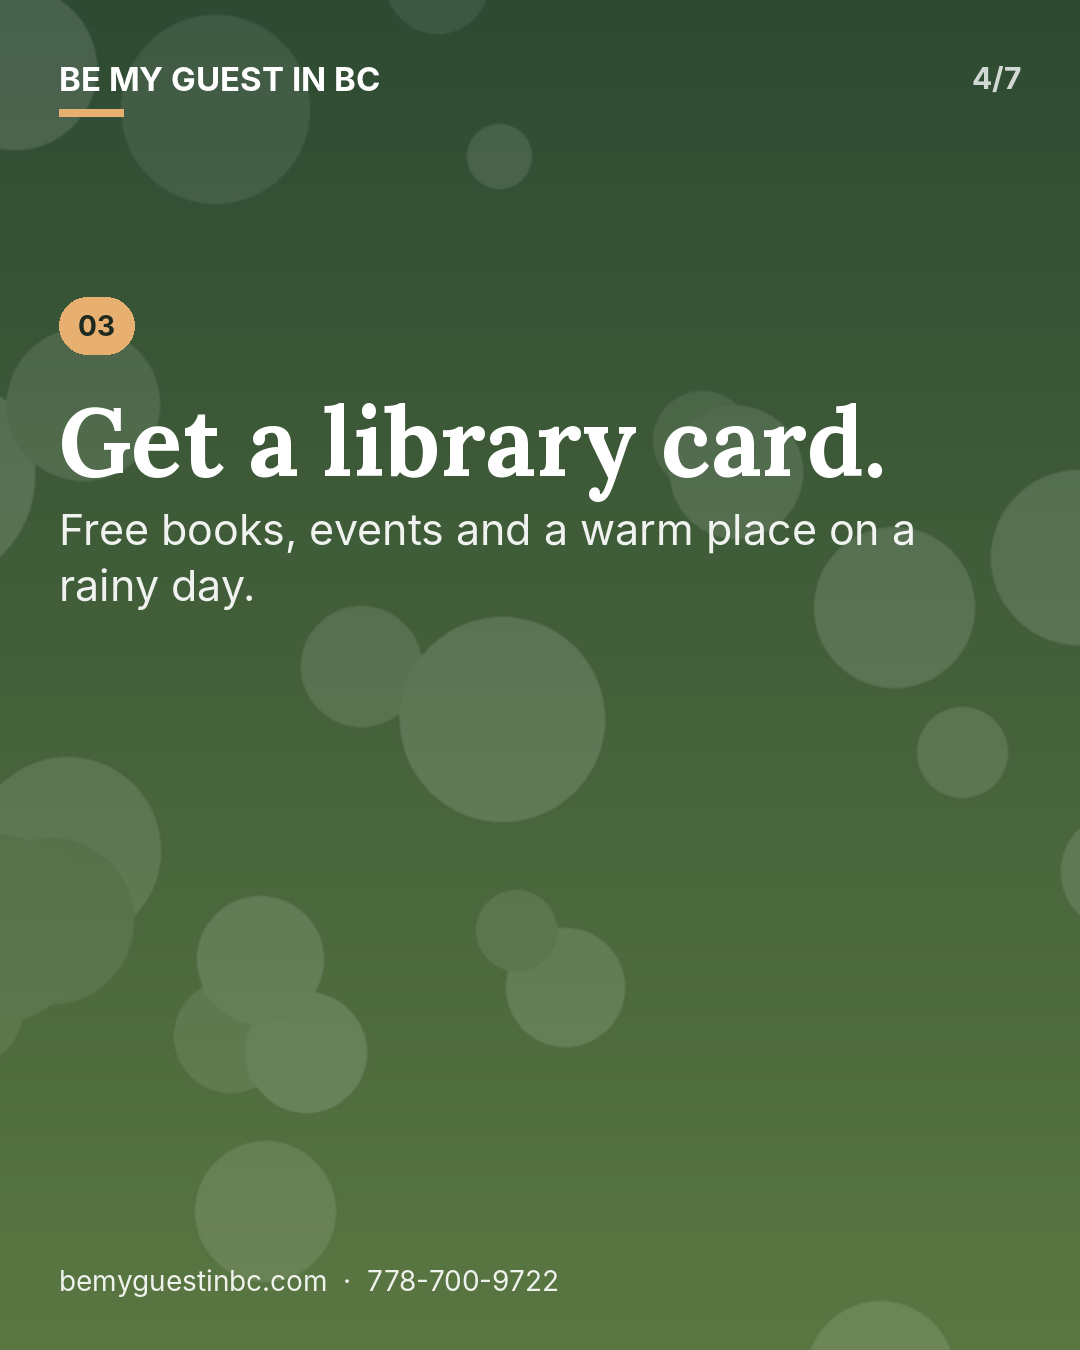 BE MY GUEST IN BC
4/7
03
Get a library card.
Free books, events and a warm place on a
rainy day.
bemyguestinbc.com · 778-700-9722